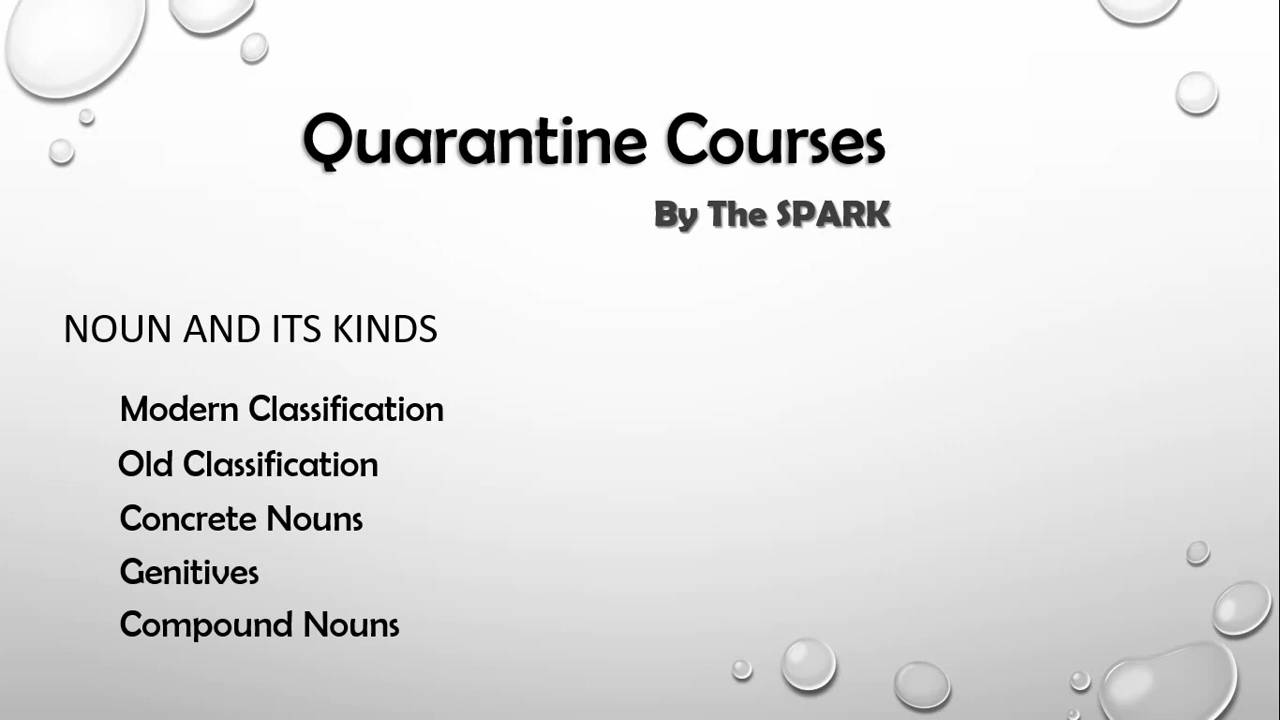 Quarantine Courses
By The SPARK
NOUN AND ITS KINDS
Modern Classification
Old Classification
Concrete Nouns
Genitives
Compound Nouns